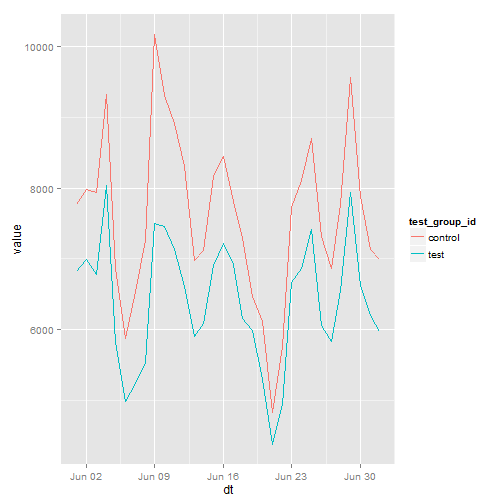 10000
8000
6000
value
Jun 02
Jun 09
Jun 16
Jun 23
Jun 30
dt
test_group_id
control
test